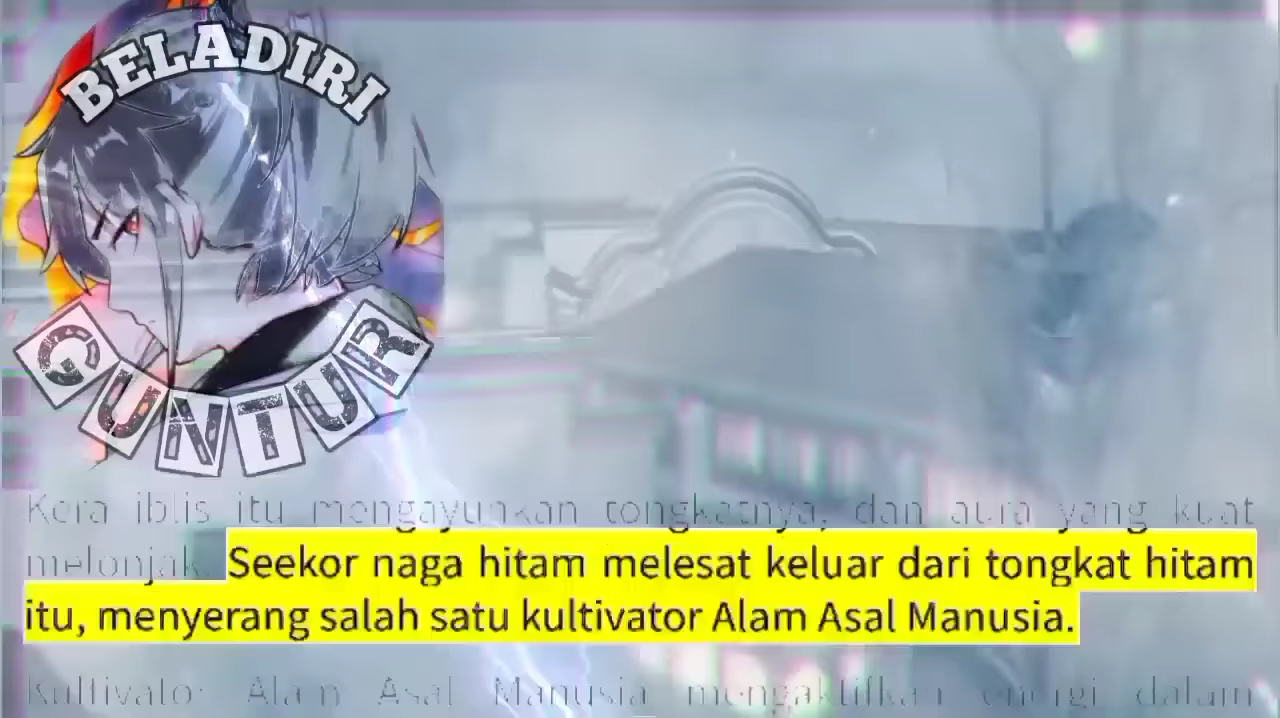 BELADIRI
GUNTUR
Kera iblis itu mengayunkan tongkatnya, dan aura yang kuat
melonjak. Seekor naga hitam melesat keluar dari tongkat hitam
itu, menyerang salah satu kultivator Alam Asal Manusia.
Kultivator Alam Asal Manusia mengaktifkan energi dalam